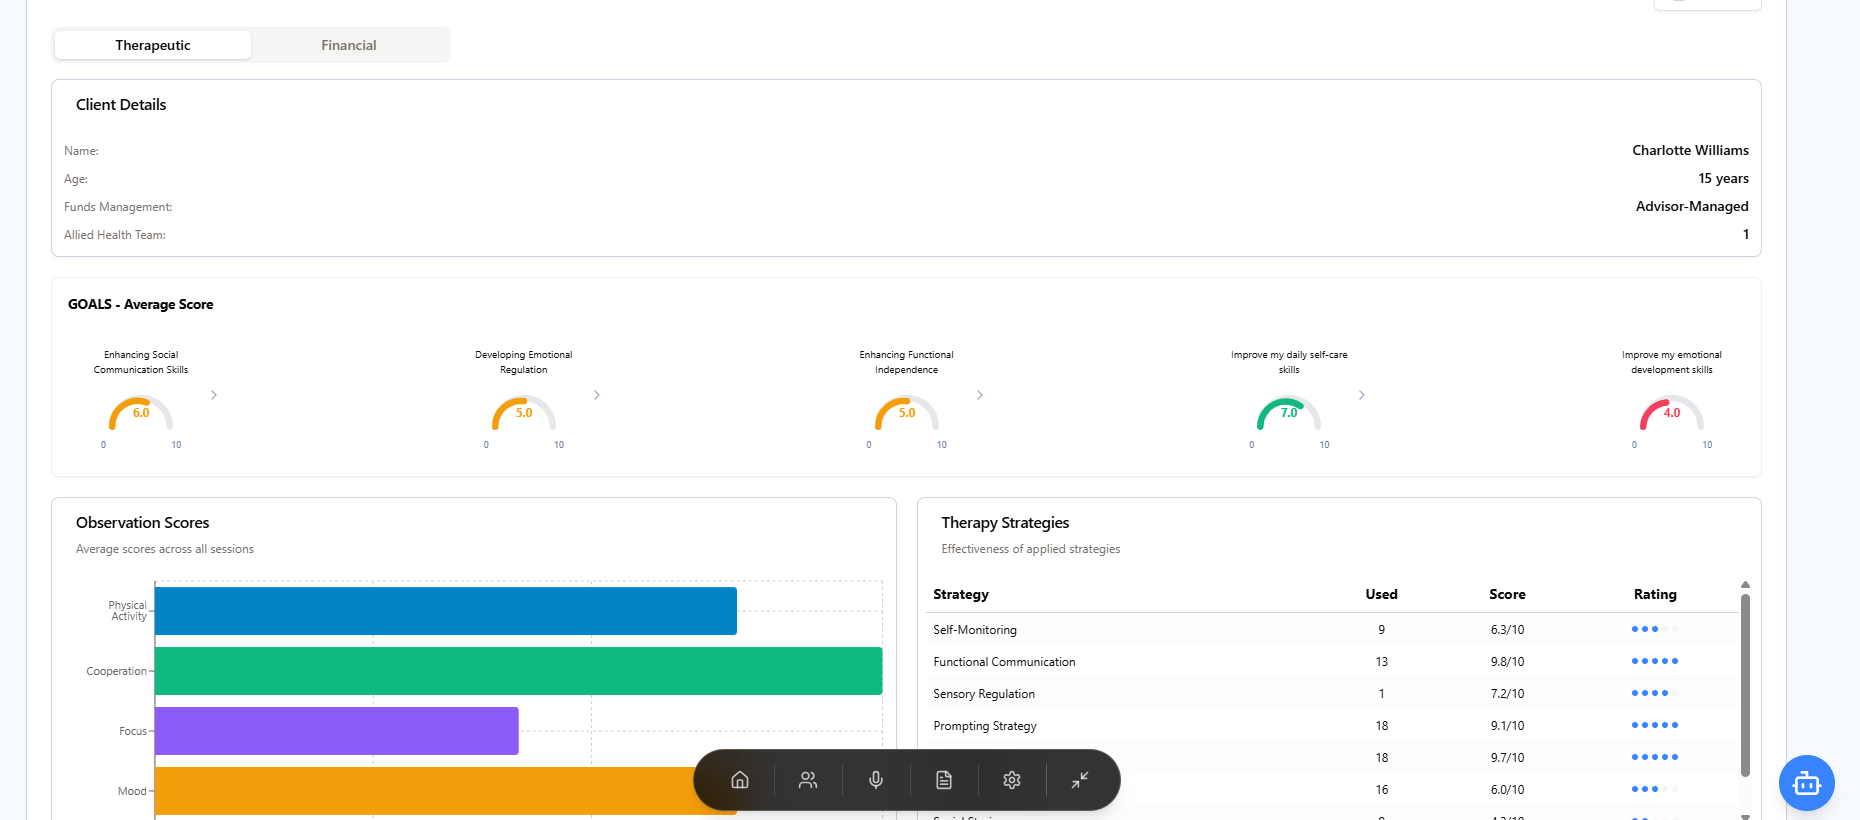 Therapeutic
Financial
Client Details
Name:
Charlotte Williams
Age:
15 years
Funds Management:
Advisor-Managed
Allied Health Team:
1
GOALS - Average Score
Enhancing Social
Communication Skills
6.0
0 10
Developing Emotional
Regulation
5.0
0 10
Enhancing Functional
Independence
5.0
0 10
Improve my daily self-care
skills
7.0
0 10
Improve my emotional
development skills
4.0
0 10
Observation Scores
Average scores across all sessions
Physical
Activity
Cooperation
Focus
Mood
Therapy Strategies
Effectiveness of applied strategies
Strategy Used Score Rating
Self-Monitoring 9 6.3/10
Functional Communication 13 9.8/10
Sensory Regulation 1 7.2/10
Prompting Strategy 18 9.1/10
18 9.7/10
16 6.0/10